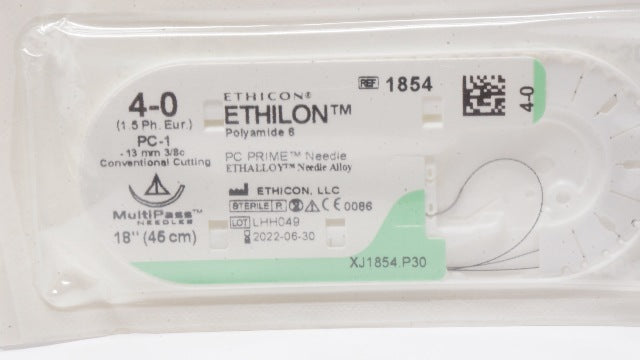 4-0
(1.5 Ph. Eur.)
PC-1
13 mm 3/8c
Conventional Cutting
MultiPass™
NEEDLES
18" (45 cm)
ETHICON®
ETHILON™
Polyamide 6
PC PRIME™ Needle
ETHALLOY™ Needle Alloy
ETHICON, LLC
STERILE R CE 0086
LOT LHH049
2022-06-30
REF 1854
4-0
XJ1854.P30